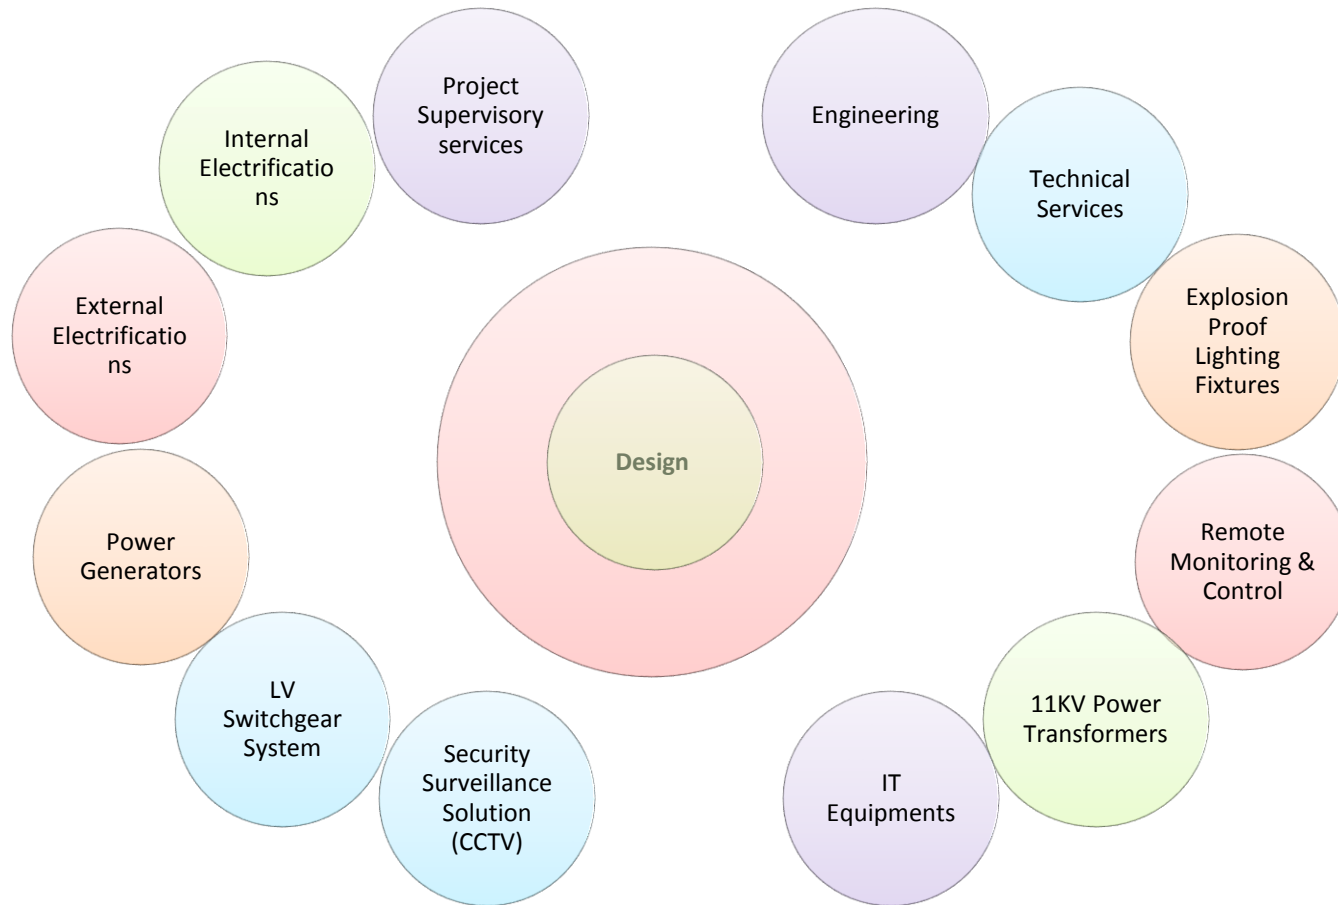 Project
Supervisory
services
Engineering
Internal
Electrificatio
ns
Technical
Services
External
Electrificatio
ns
Explosion
Proof
Lighting
Fixtures
Design
Power
Generators
Remote
Monitoring &
Control
LV
Switchgear
System
11KV Power
Transformers
Security
Surveillance
Solution
(CCTV)
IT
Equipments